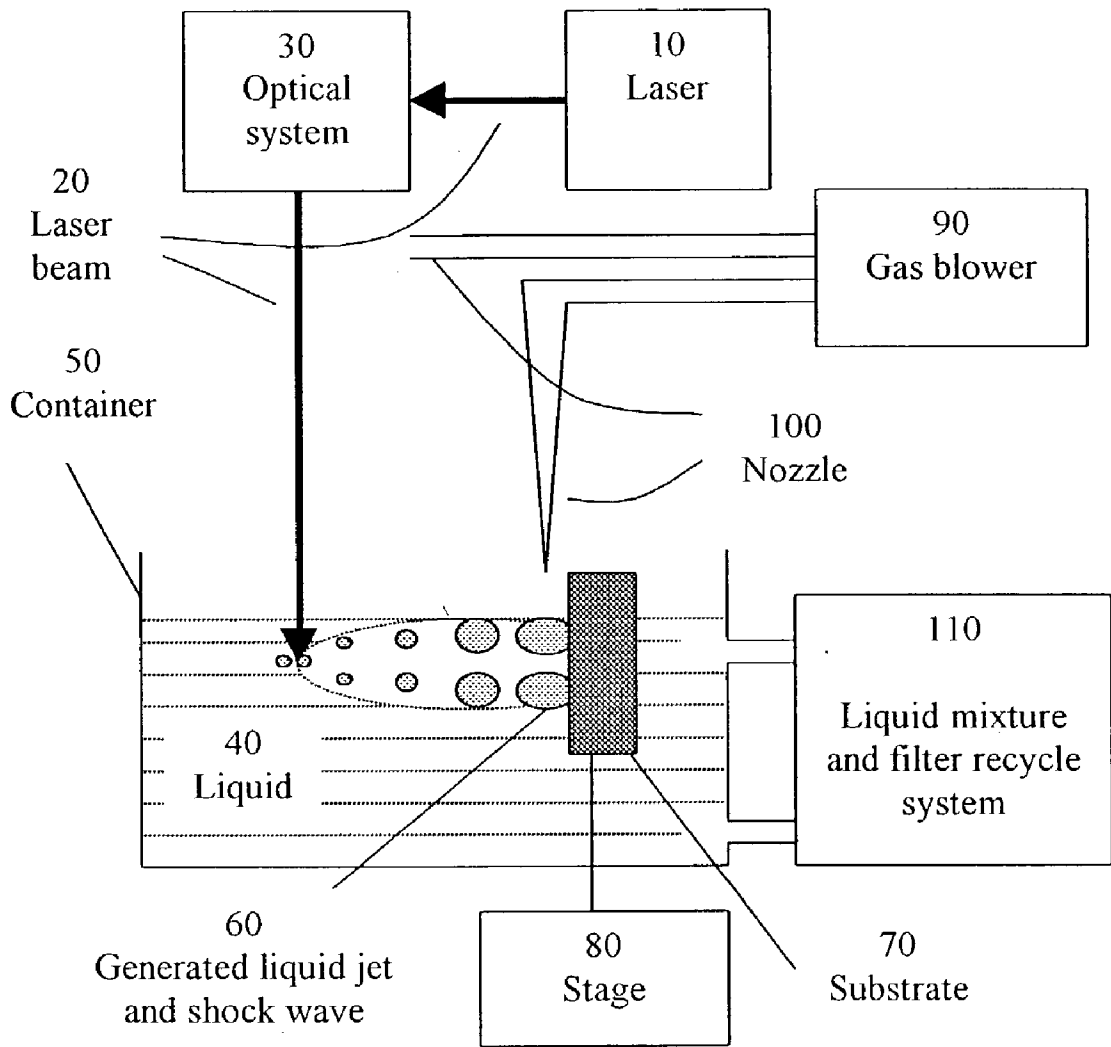 30
Optical
system
10
Laser
20
Laser
beam
90
Gas blower
50
Container
100
Nozzle
110
Liquid mixture
and filter recycle
system
40
Liquid
60
Generated liquid jet
and shock wave
80
Stage
70
Substrate